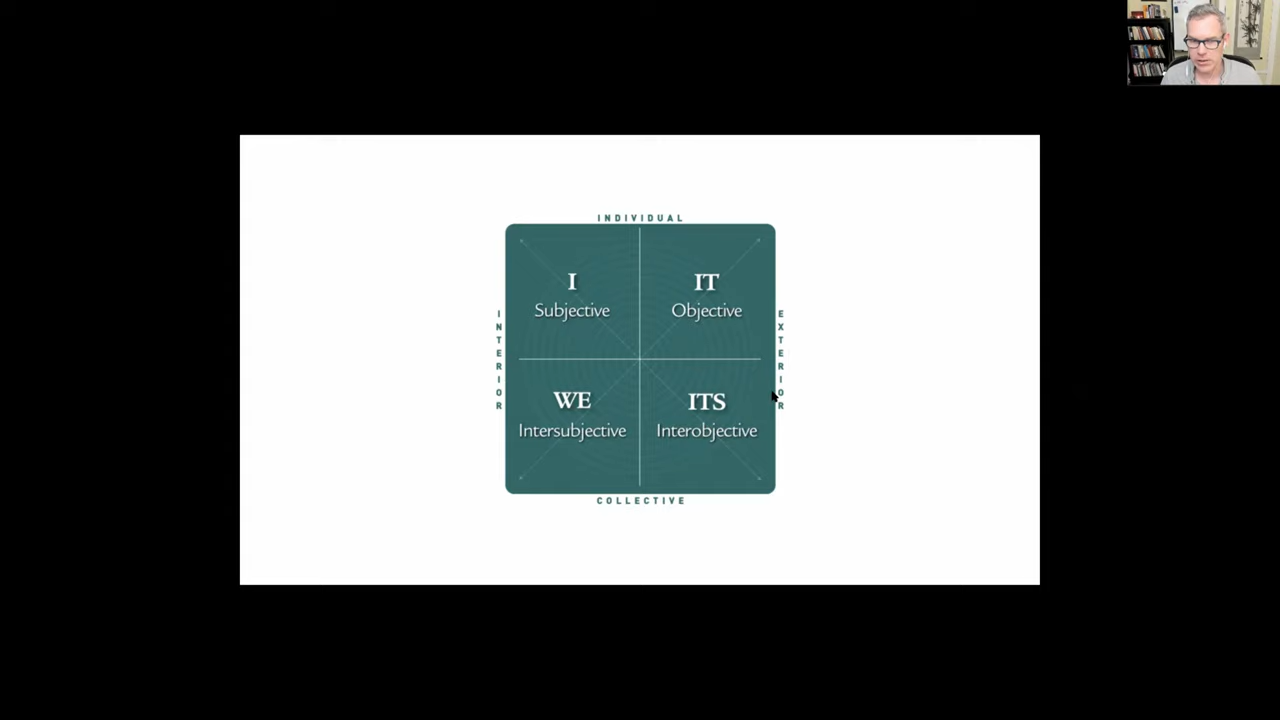 INDIVIDUAL
I
Subjective
IT
Objective
INTERIOR
EXTERIOR
WE
Intersubjective
ITS
Interobjective
COLLECTIVE